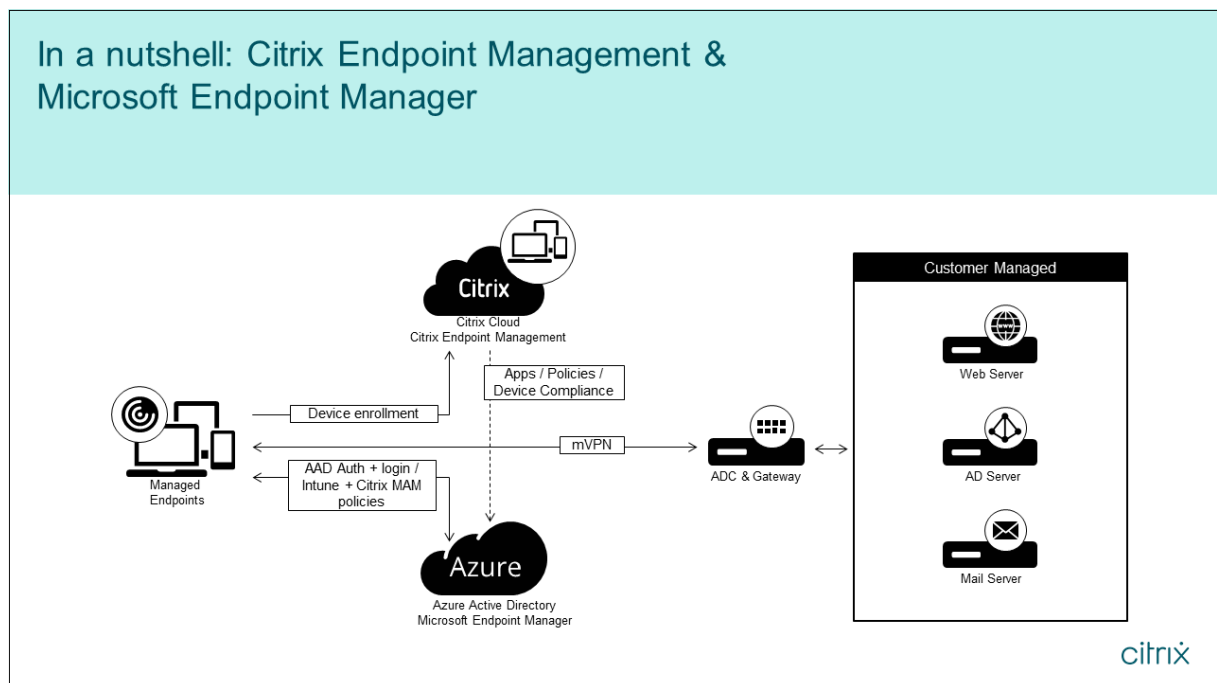 In a nutshell: Citrix Endpoint Management &
Microsoft Endpoint Manager
Citrix
Citrix Cloud
Citrix Endpoint Management
Apps / Policies /
Device Compliance
Device enrollment
mVPN
Managed
Endpoints
AAD Auth + login /
Intune + Citrix MAM
policies
ADC & Gateway
Azure
Azure Active Directory
Microsoft Endpoint Manager
Customer Managed
www
Web Server
AD Server
Mail Server
citrix